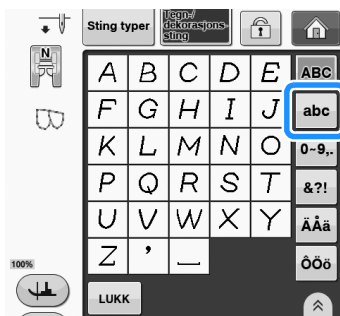 Sting typer
Tegn-/
dekorasjons-
sting
N
A B C D E ABC
F G H I J abc
K L M N O 0~9,.
P Q R S T &?!
U V W X Y ÄÅä
Z ' _ ÔÖö
100%
LUKK